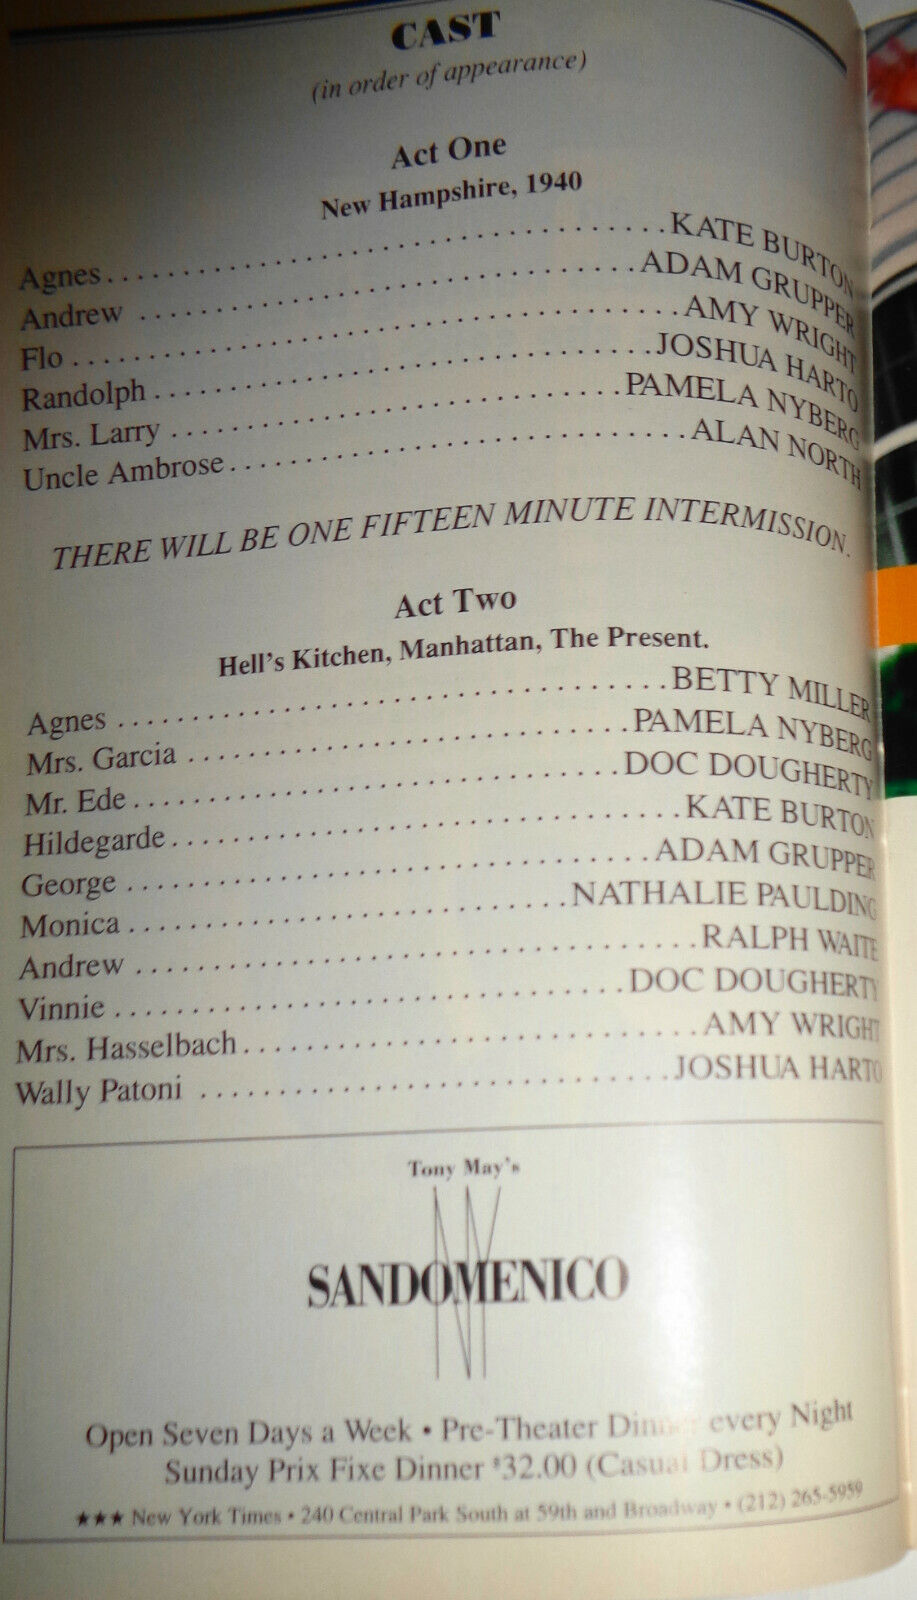 CAST
(in order of appearance)
Act One
New Hampshire, 1940
Agnes....................................KATE BURTON
Andrew ..................................ADAM GRUPPER
Flo ......................................AMY WRIGHT
Randolph .................................JOSHUA HARTO
Mrs. Larry ...............................PAMELA NYBERG
Uncle Ambrose..............................ALAN NORTH
THERE WILL BE ONE FIFTEEN MINUTE INTERMISSION.
Act Two
Hell's Kitchen, Manhattan, The Present.
Agnes ....................................BETTY MILLER
Mrs. Garcia ..............................PAMELA NYBERG
Mr. Ede..................................DOC DOUGHERTY
Hildegarde................................KATE BURTON
George ...................................ADAM GRUPPER
Monica .............................NATHALIE PAULDING
Andrew ....................................RALPH WAITE
Vinnie ..................................DOC DOUGHERTY
Mrs. Hasselbach............................AMY WRIGHT
Wally Patoni ..............................JOSHUA HARTO
Tony May's
SANDOMENICO
NY
Open Seven Days a Week • Pre-Theater Dinner every Night
Sunday Prix Fixe Dinner $32.00 (Casual Dress)
★★★ New York Times • 240 Central Park South at 59th and Broadway • (212) 265-5959